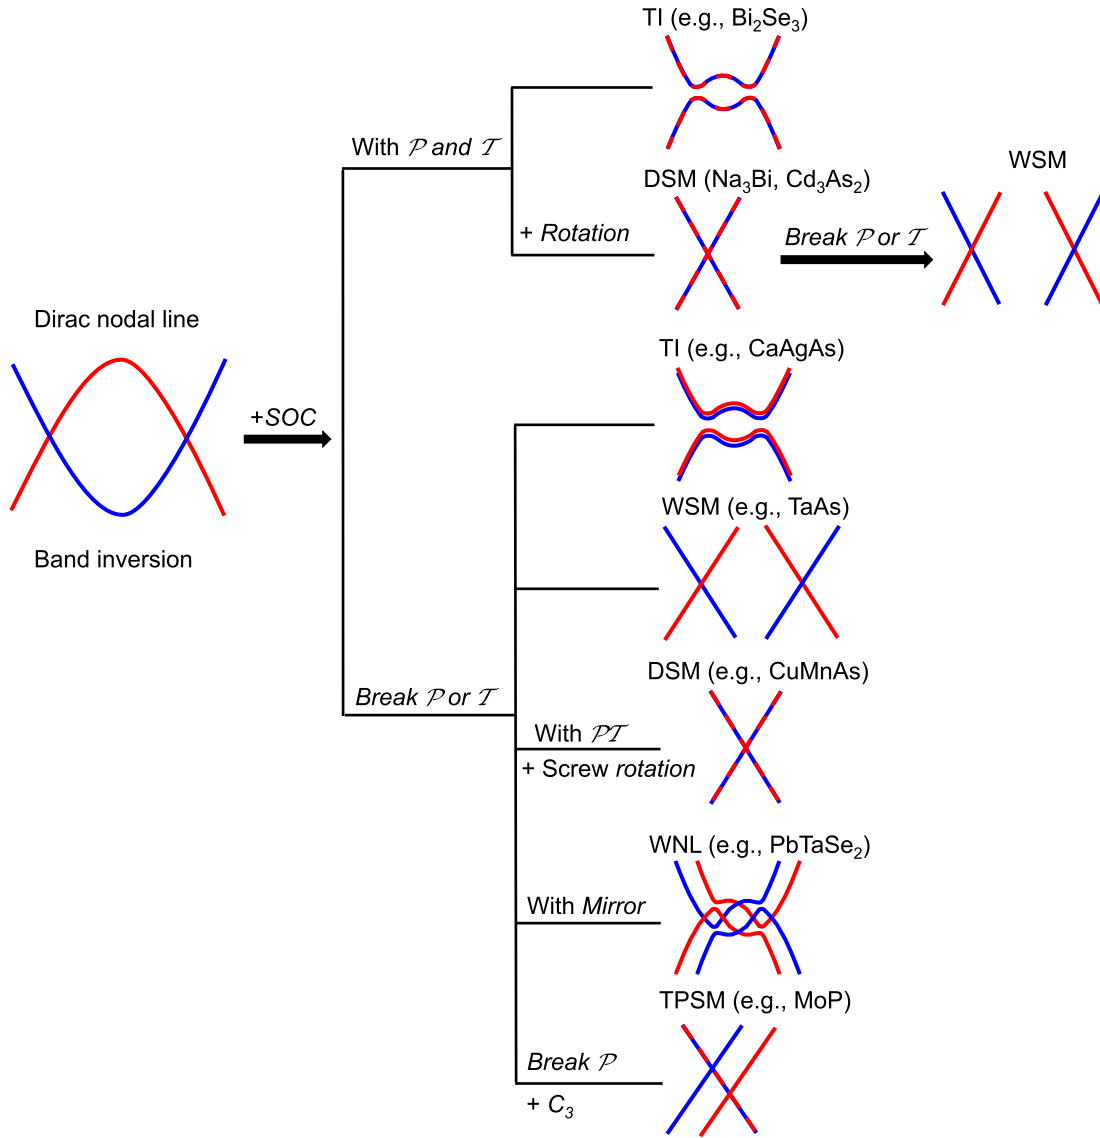 TI (e.g., Bi₂Se₃)
With 𝒫 and 𝒯
DSM (Na₃Bi, Cd₃As₂)
WSM
+ Rotation
Break 𝒫 or 𝒯
Dirac nodal line
+SOC
Band inversion
TI (e.g., CaAgAs)
WSM (e.g., TaAs)
DSM (e.g., CuMnAs)
Break 𝒫 or 𝒯
With 𝒫𝒯
+ Screw rotation
WNL (e.g., PbTaSe₂)
With Mirror
TPSM (e.g., MoP)
Break 𝒫
+ C₃